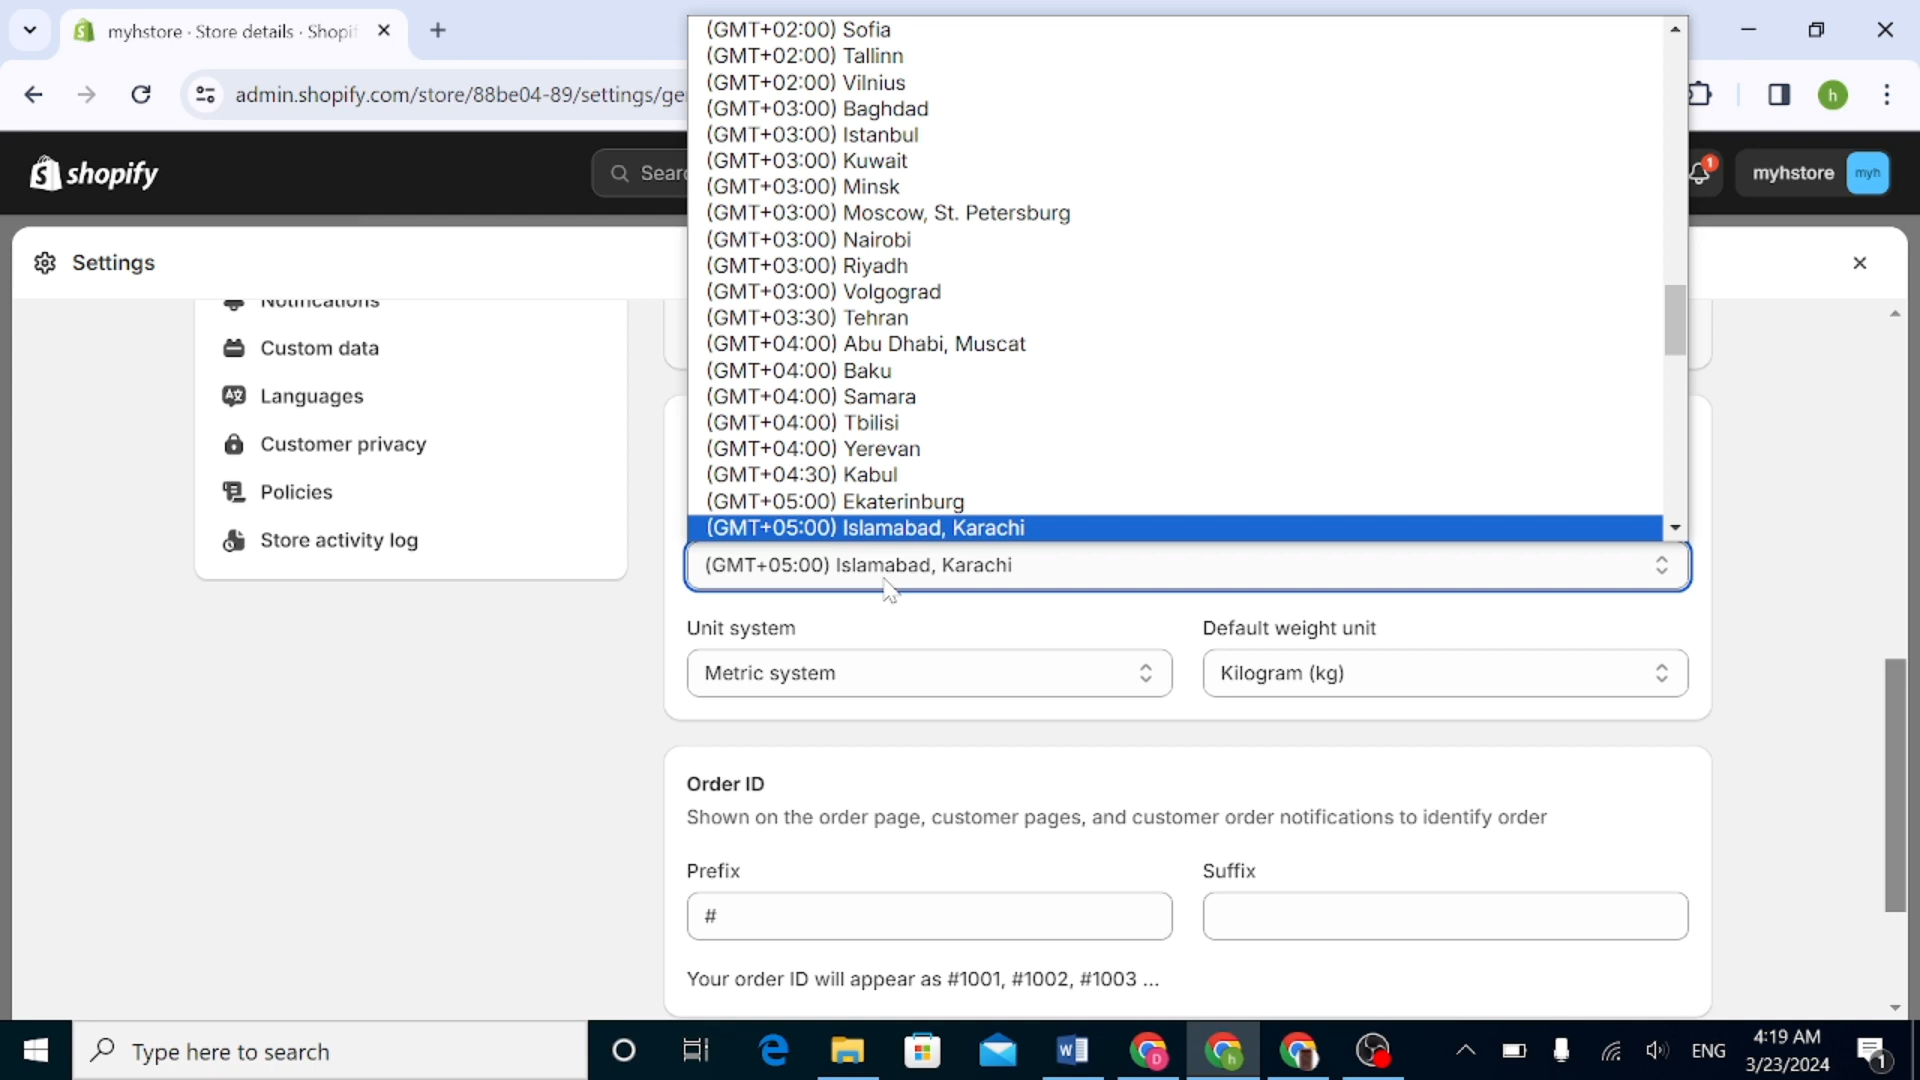 myhstore · Store details · Shopi
admin.shopify.com/store/88be04-89/settings/ge
h
shopify
Searc
1
myhstore
myh
Settings
Notifications
Custom data
Languages
Customer privacy
Policies
Store activity log
(GMT+02:00) Sofia
(GMT+02:00) Tallinn
(GMT+02:00) Vilnius
(GMT+03:00) Baghdad
(GMT+03:00) Istanbul
(GMT+03:00) Kuwait
(GMT+03:00) Minsk
(GMT+03:00) Moscow, St. Petersburg
(GMT+03:00) Nairobi
(GMT+03:00) Riyadh
(GMT+03:00) Volgograd
(GMT+03:30) Tehran
(GMT+04:00) Abu Dhabi, Muscat
(GMT+04:00) Baku
(GMT+04:00) Samara
(GMT+04:00) Tbilisi
(GMT+04:00) Yerevan
(GMT+04:30) Kabul
(GMT+05:00) Ekaterinburg
(GMT+05:00) Islamabad, Karachi
(GMT+05:00) Islamabad, Karachi
Unit system
Default weight unit
Metric system
Kilogram (kg)
Order ID
Shown on the order page, customer pages, and customer order notifications to identify order
Prefix
Suffix
#
Your order ID will appear as #1001, #1002, #1003 ...
Type here to search
ENG
4:19 AM
3/23/2024
1